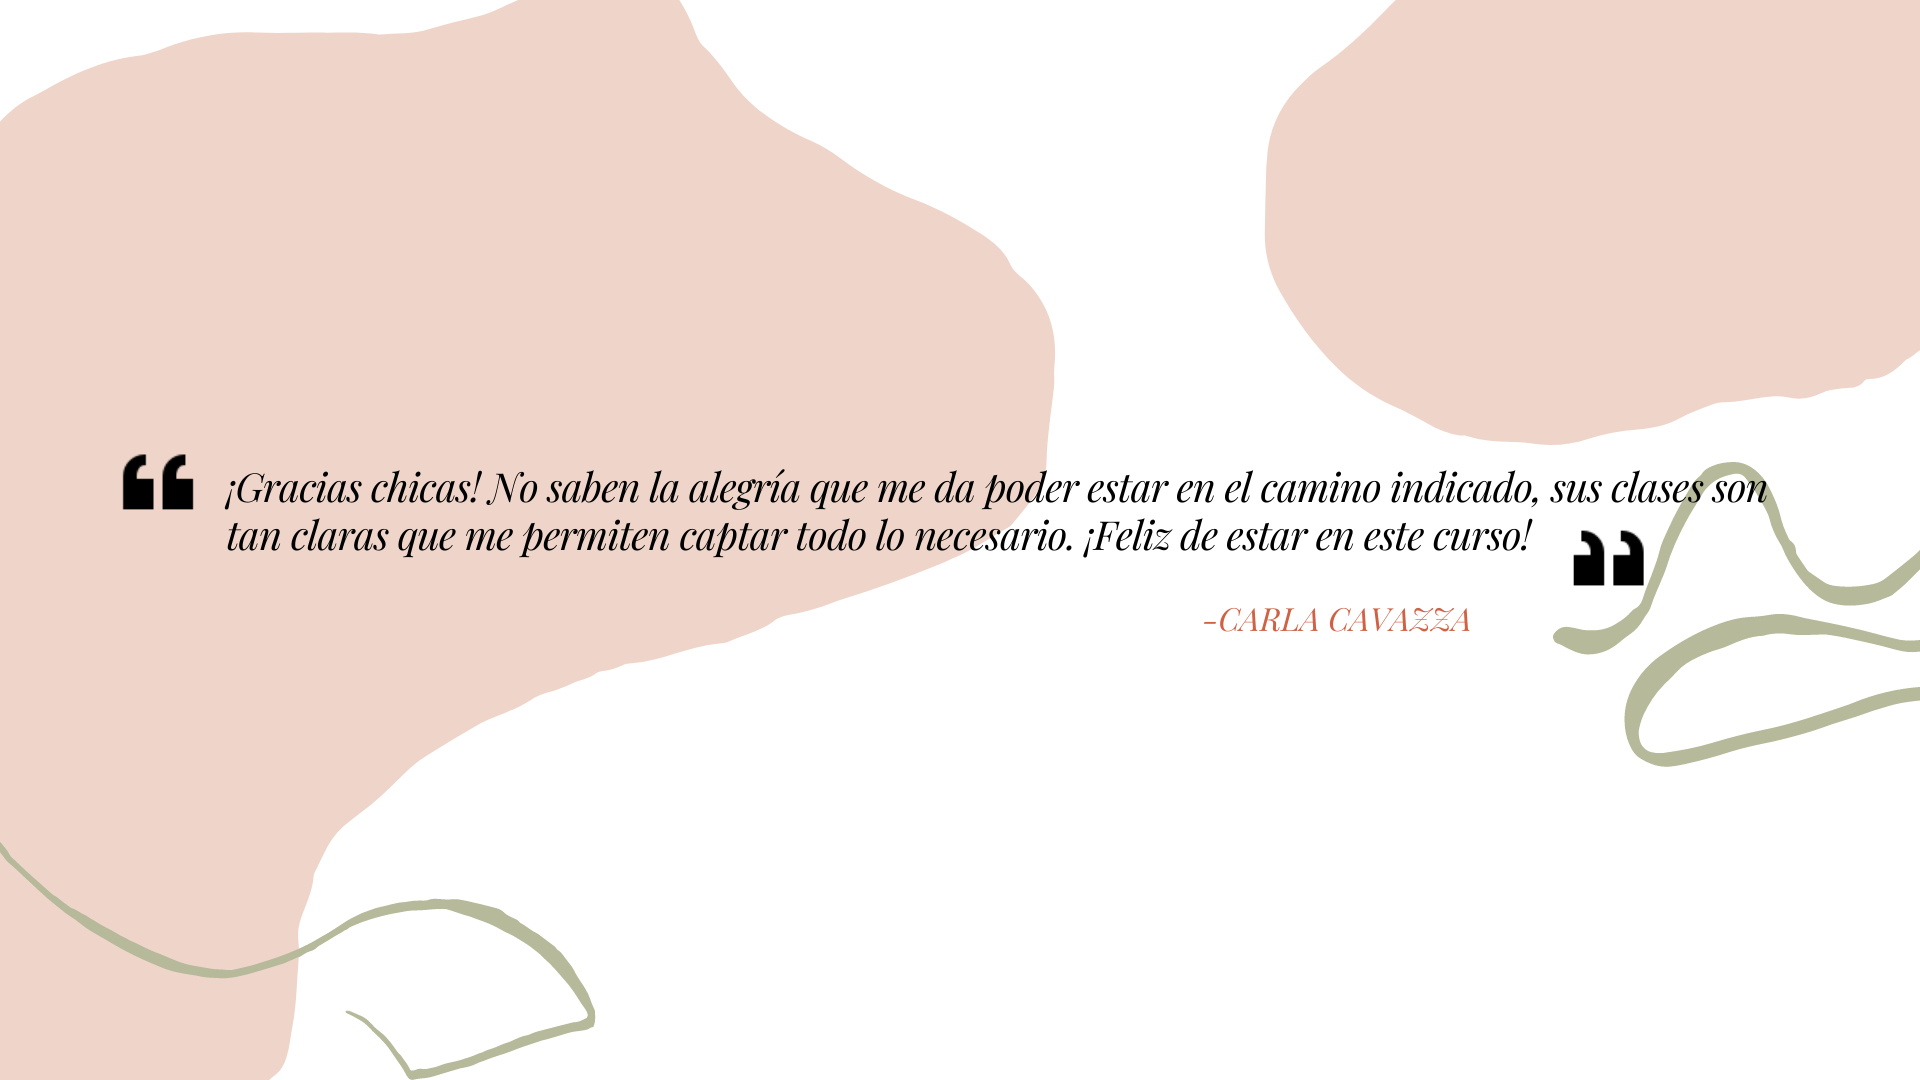 ¡Gracias chicas! No saben la alegría que me da poder estar en el camino indicado, sus clases son
tan claras que me permiten captar todo lo necesario. ¡Feliz de estar en este curso!
-CARLA CAVAZZA